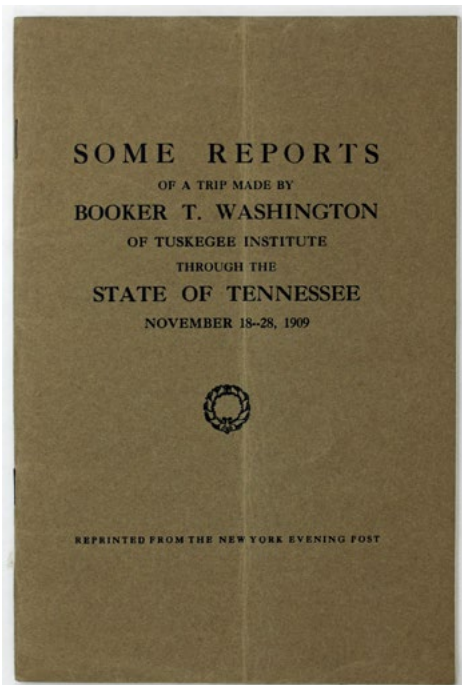 SOME REPORTS
OF A TRIP MADE BY
BOOKER T. WASHINGTON
OF TUSKEGEE INSTITUTE
THROUGH THE
STATE OF TENNESSEE
NOVEMBER 18--28, 1909
REPRINTED FROM THE NEW YORK EVENING POST